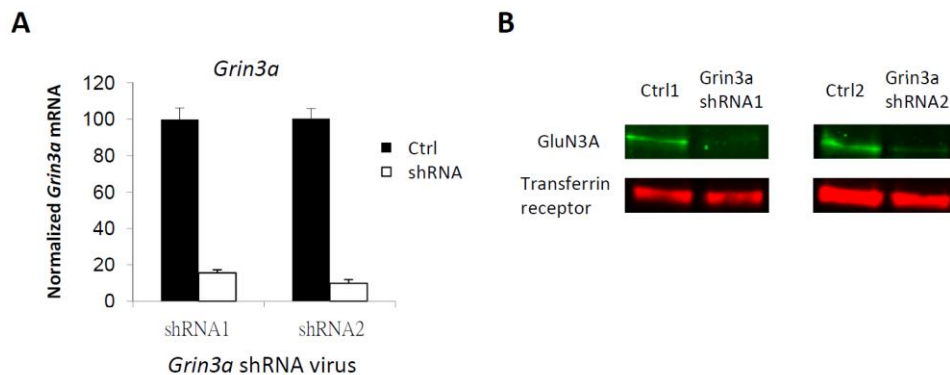 A
Grin3a
Normalized Grin3a mRNA
120
100
80
60
40
20
0
Ctrl
shRNA
shRNA1
shRNA2
Grin3a shRNA virus
B
Ctrl1
Grin3a
shRNA1
Ctrl2
Grin3a
shRNA2
GluN3A
Transferrin
receptor